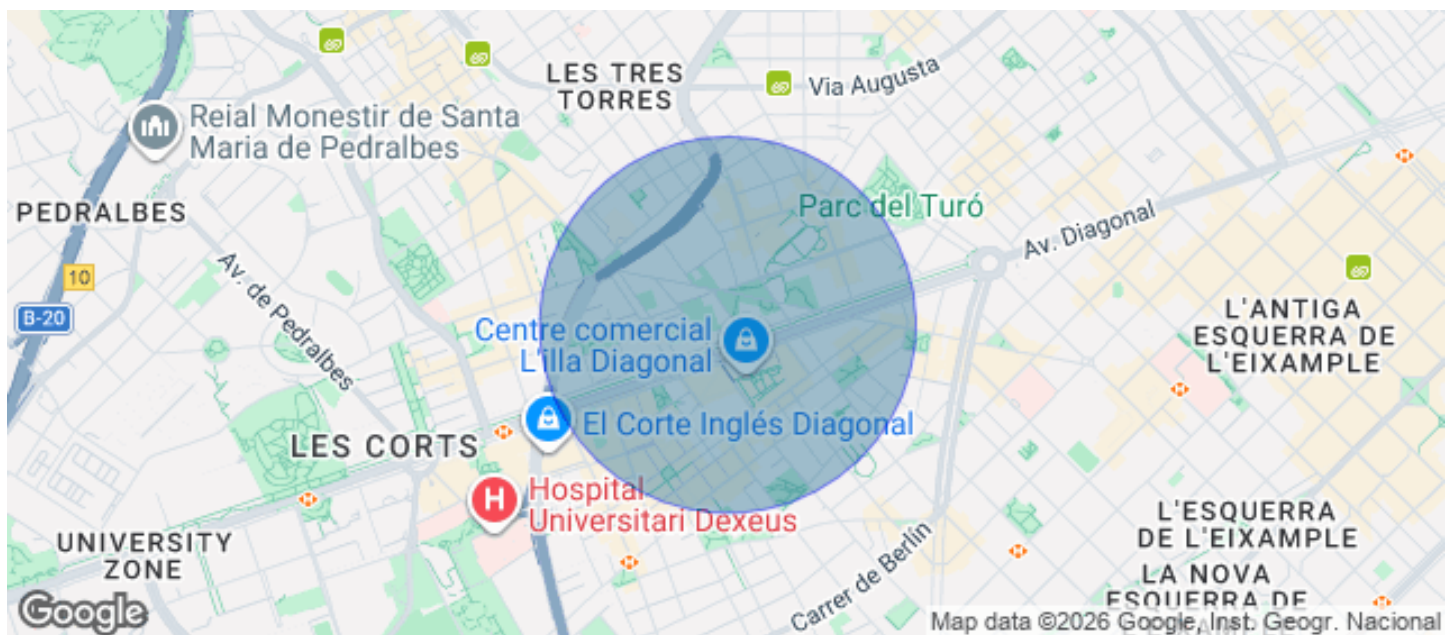 LES TRES
TORRES
Via Augusta
Reial Monestir de Santa
Maria de Pedralbes
PEDRALBES
Parc del Turó
Av. Diagonal
10
B-20
Av. de Pedralbes
L'ANTIGA
ESQUERRA DE
L'EIXAMPLE
Centre comercial
L'illa Diagonal
El Corte Inglés Diagonal
LES CORTS
H
Hospital
Universitari Dexeus
L'ESQUERRA
DE L'EIXAMPLE
UNIVERSITY
ZONE
Carrer de Berlín
LA NOVA
ESQUERRA DE
Google
Map data ©2026 Google, Inst. Geogr. Nacional